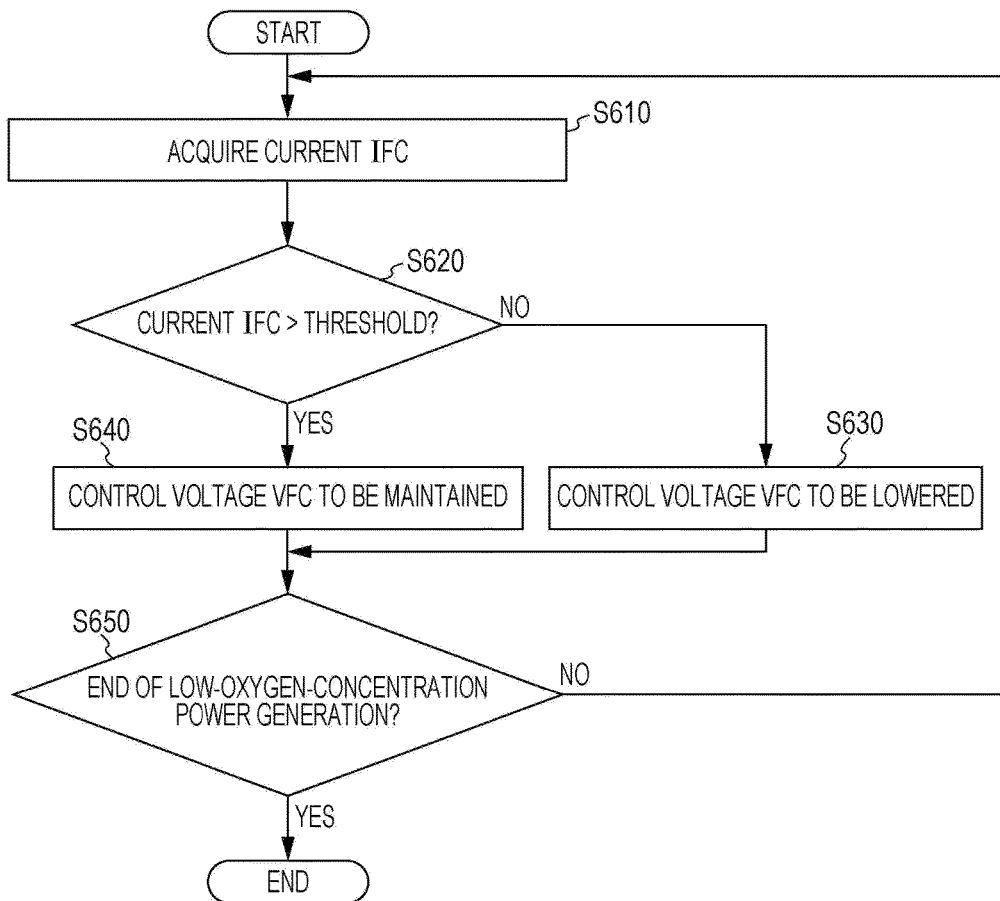 START
S610
ACQUIRE CURRENT IFC
S620
CURRENT IFC > THRESHOLD?
NO
YES
S640
CONTROL VOLTAGE VFC TO BE MAINTAINED
S630
CONTROL VOLTAGE VFC TO BE LOWERED
S650
END OF LOW-OXYGEN-CONCENTRATION
POWER GENERATION?
NO
YES
END